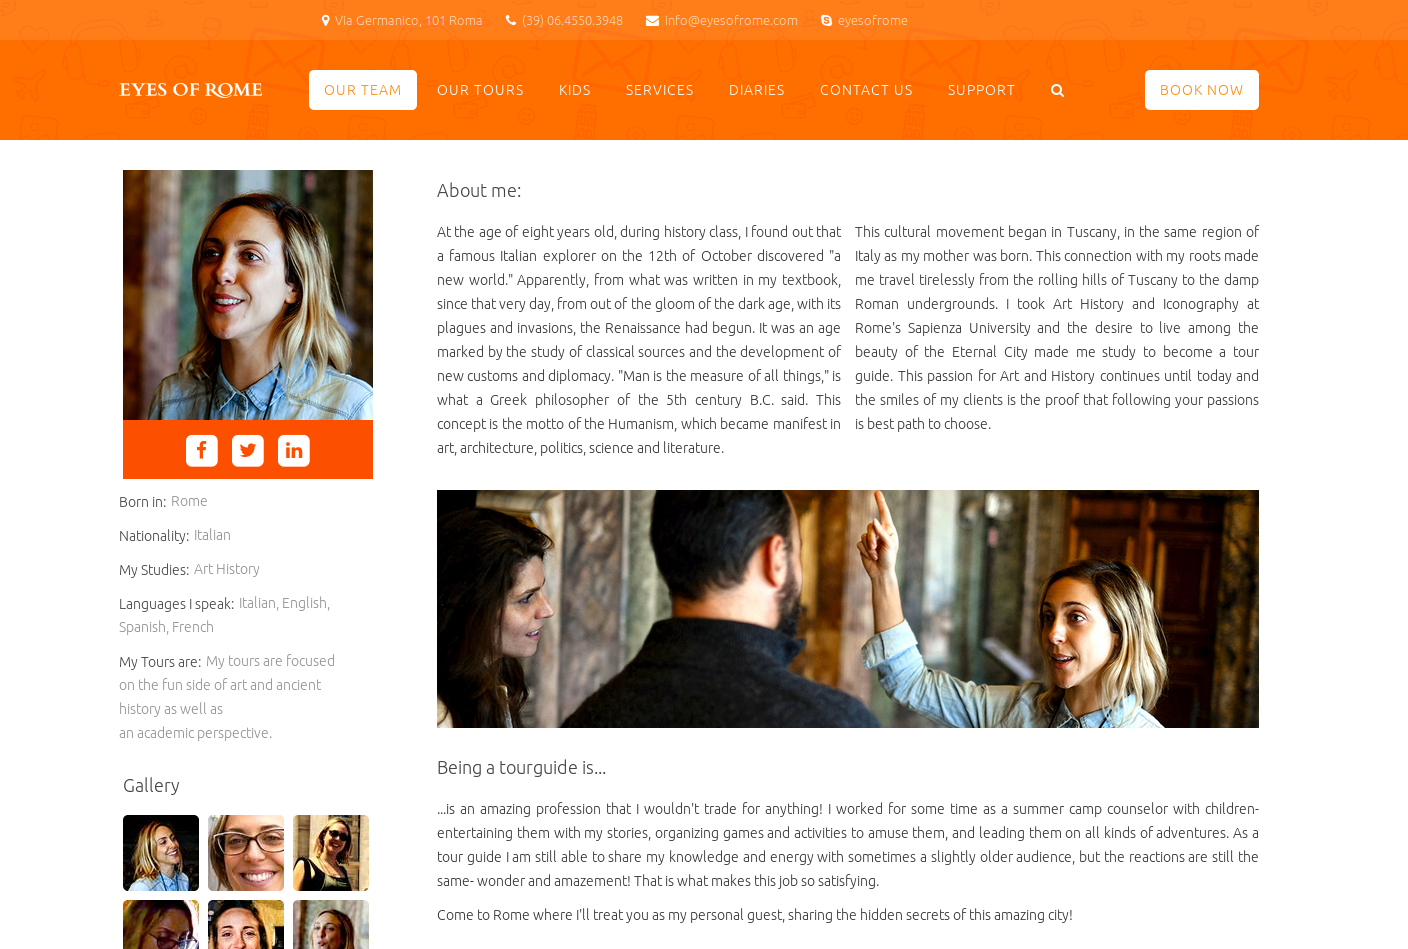 Via Germanico, 101 Roma (39) 06.4550.3948 info@eyesofrome.com eyesofrome
EYES OF ROME OUR TEAM OUR TOURS KIDS SERVICES DIARIES CONTACT US SUPPORT BOOK NOW
Born in: Rome
Nationality: Italian
My Studies: Art History
Languages I speak: Italian, English,
Spanish, French
My Tours are: My tours are focused
on the fun side of art and ancient
history as well as
an academic perspective.
Gallery
About me:
At the age of eight years old, during history class, I found out that
a famous Italian explorer on the 12th of October discovered "a
new world." Apparently, from what was written in my textbook,
since that very day, from out of the gloom of the dark age, with its
plagues and invasions, the Renaissance had begun. It was an age
marked by the study of classical sources and the development of
new customs and diplomacy. "Man is the measure of all things," is
what a Greek philosopher of the 5th century B.C. said. This
concept is the motto of the Humanism, which became manifest in
art, architecture, politics, science and literature.
This cultural movement began in Tuscany, in the same region of
Italy as my mother was born. This connection with my roots made
me travel tirelessly from the rolling hills of Tuscany to the damp
Roman undergrounds. I took Art History and Iconography at
Rome's Sapienza University and the desire to live among the
beauty of the Eternal City made me study to become a tour
guide. This passion for Art and History continues until today and
the smiles of my clients is the proof that following your passions
is best path to choose.
Being a tourguide is...
...is an amazing profession that I wouldn't trade for anything! I worked for some time as a summer camp counselor with children-
entertaining them with my stories, organizing games and activities to amuse them, and leading them on all kinds of adventures. As a
tour guide I am still able to share my knowledge and energy with sometimes a slightly older audience, but the reactions are still the
same- wonder and amazement! That is what makes this job so satisfying.
Come to Rome where I'll treat you as my personal guest, sharing the hidden secrets of this amazing city!